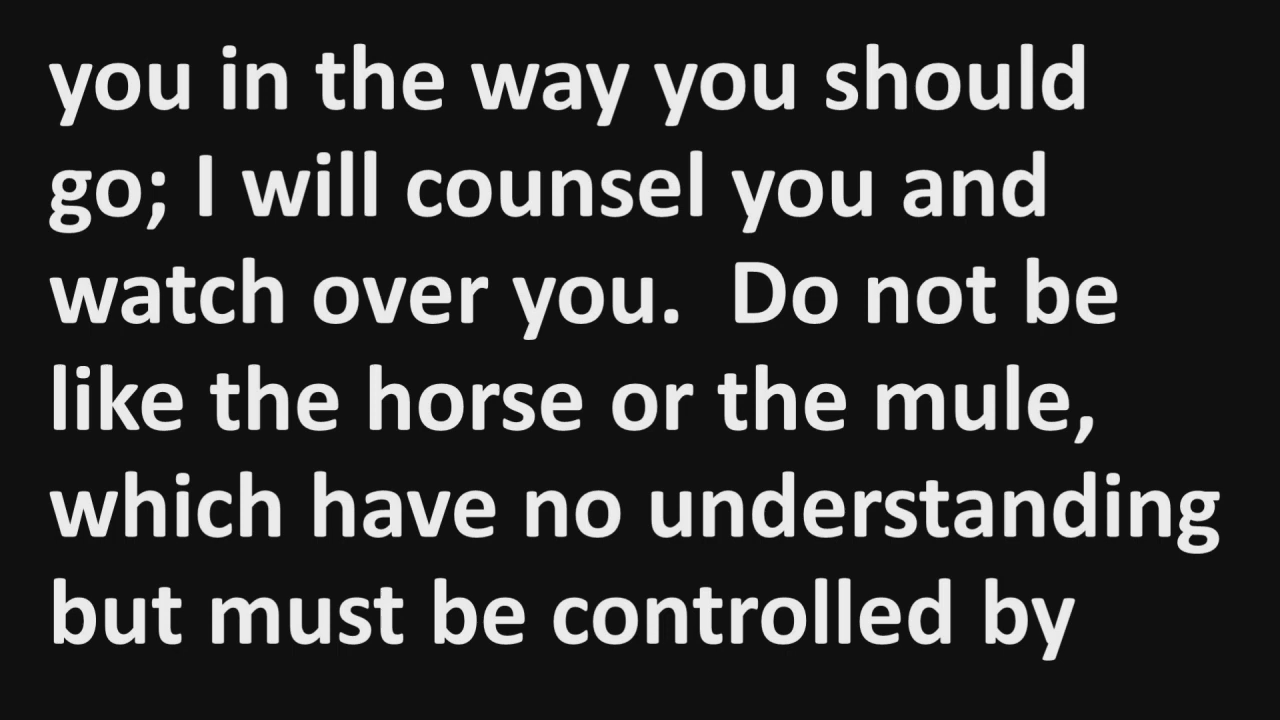 you in the way you should
go; I will counsel you and
watch over you.  Do not be
like the horse or the mule,
which have no understanding
but must be controlled by